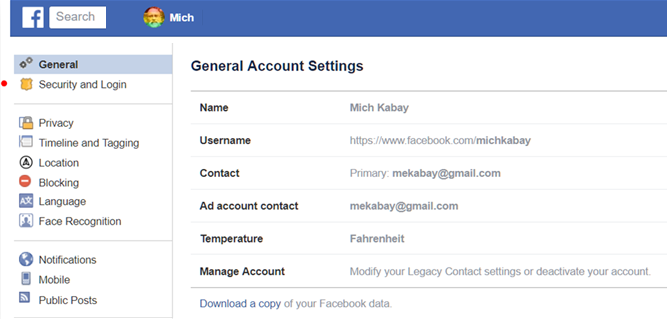 f Search Mich
General
Security and Login
Privacy
Timeline and Tagging
Location
Blocking
Language
Face Recognition
Notifications
Mobile
Public Posts
General Account Settings
Name Mich Kabay
Username https://www.facebook.com/michkabay
Contact Primary: mekabay@gmail.com
Ad account contact mekabay@gmail.com
Temperature Fahrenheit
Manage Account Modify your Legacy Contact settings or deactivate your account.
Download a copy of your Facebook data.